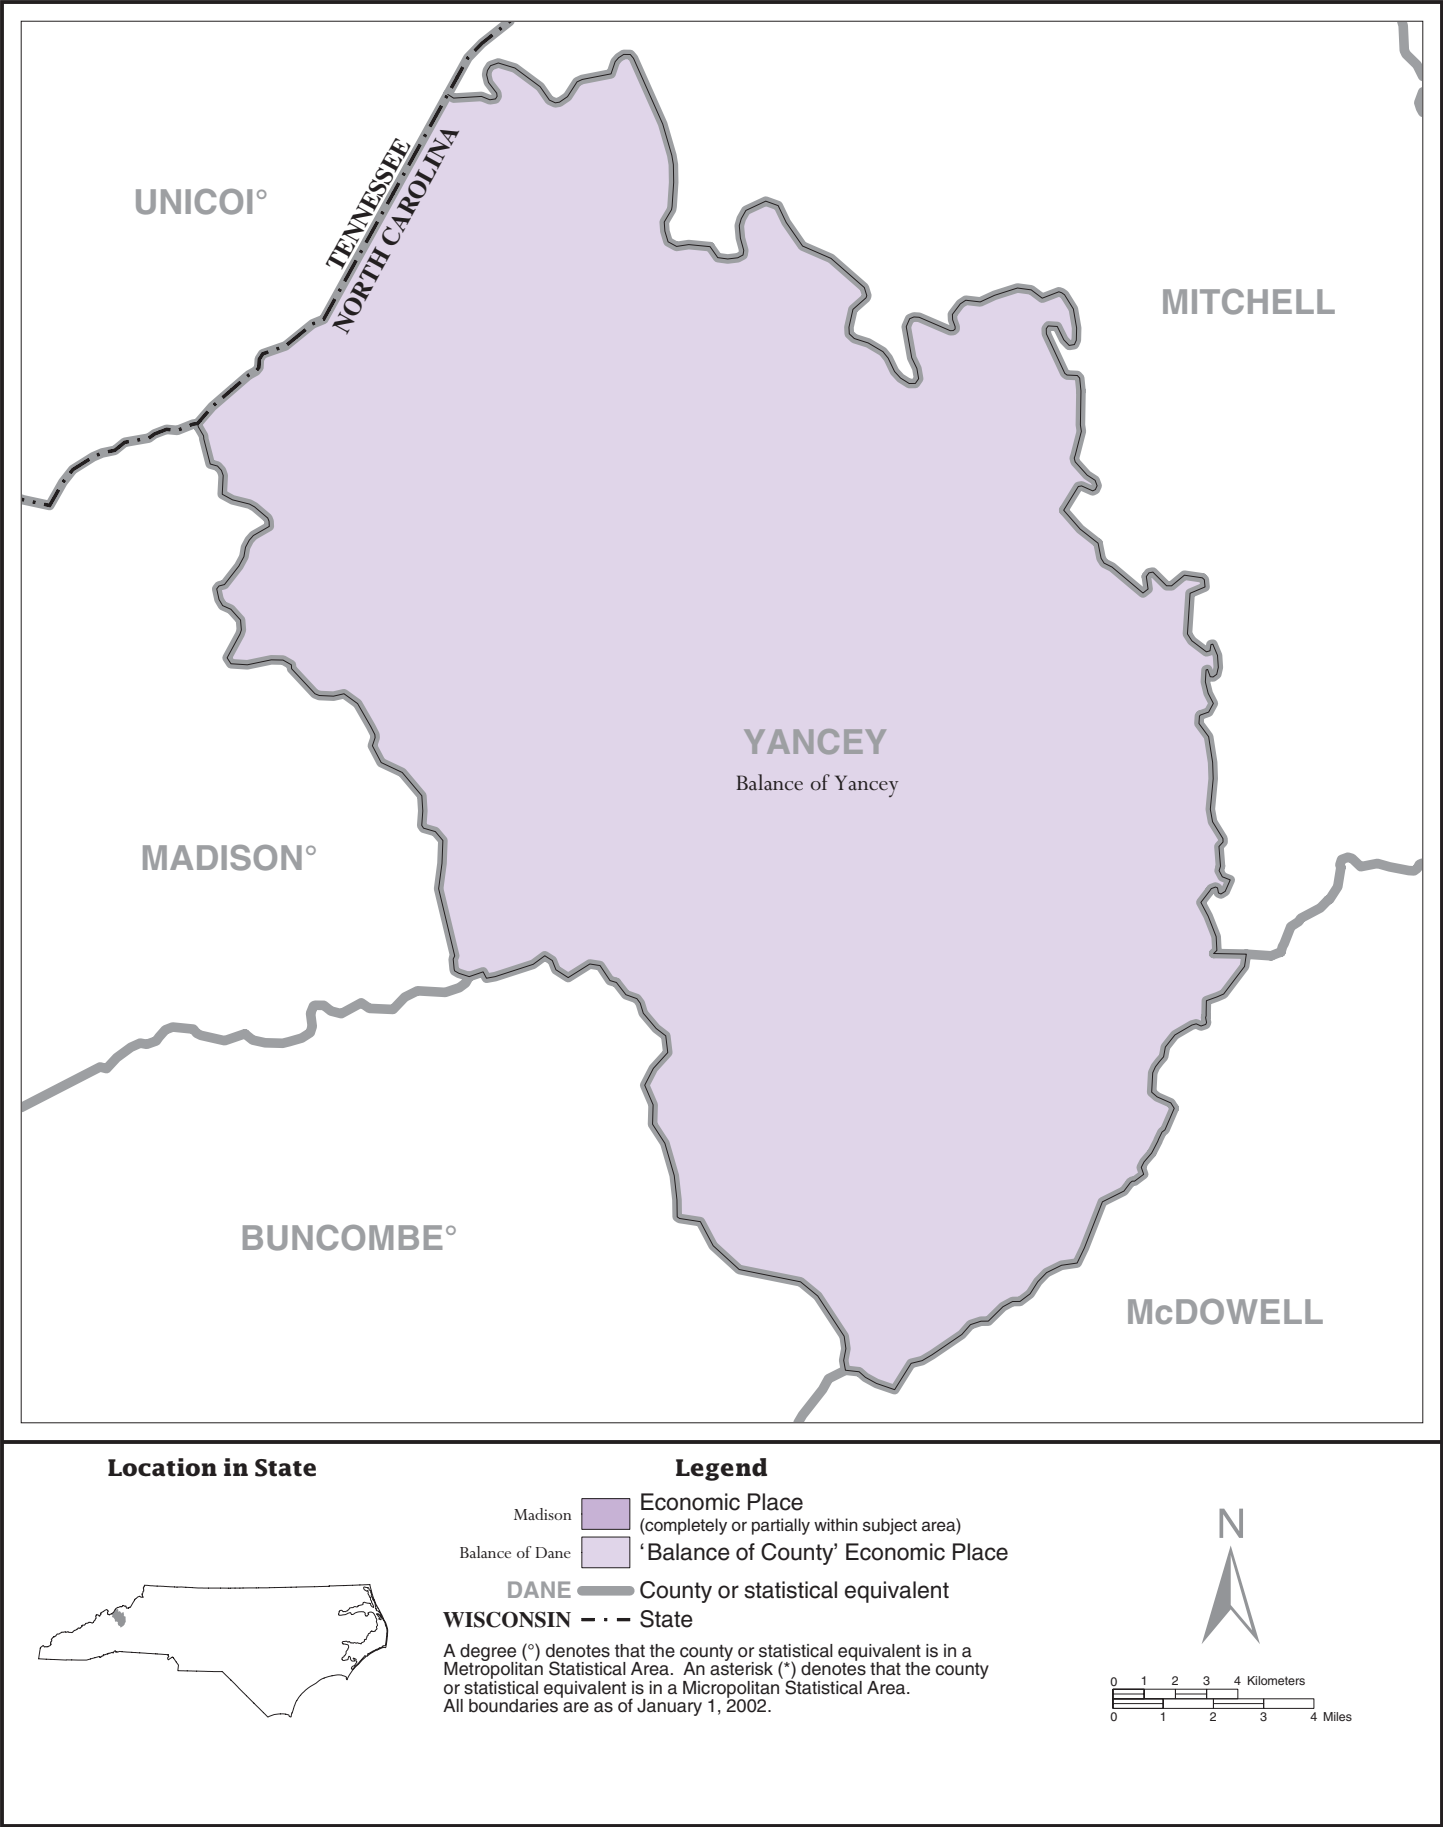 TENNESSEE
NORTH CAROLINA
UNICOI°
MITCHELL
YANCEY
Balance of Yancey
MADISON°
BUNCOMBE°
McDOWELL
Location in State
Legend
Madison
Economic Place
(completely or partially within subject area)
Balance of Dane
‘Balance of County’ Economic Place
DANE
County or statistical equivalent
WISCONSIN
State
A degree (°) denotes that the county or statistical equivalent is in a
Metropolitan Statistical Area. An asterisk (*) denotes that the county
or statistical equivalent is in a Micropolitan Statistical Area.
All boundaries are as of January 1, 2002.
N
0 1 2 3 4 Kilometers
0 1 2 3 4 Miles